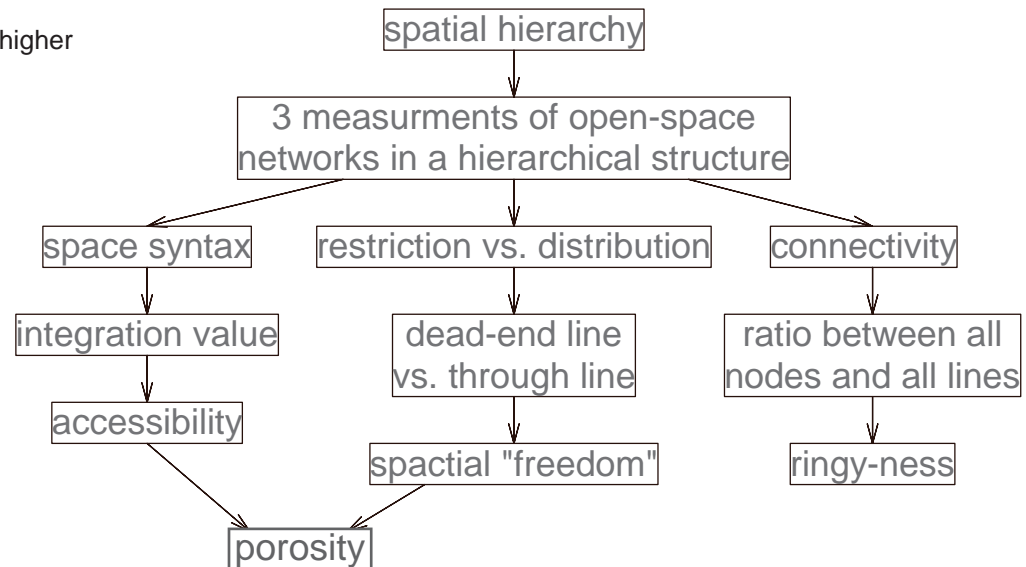 higher
spatial hierarchy
3 measurments of open-space
networks in a hierarchical structure
space syntax
restriction vs. distribution
connectivity
integration value
dead-end line
vs. through line
ratio between all
nodes and all lines
accessibility
spactial "freedom"
ringy-ness
porosity